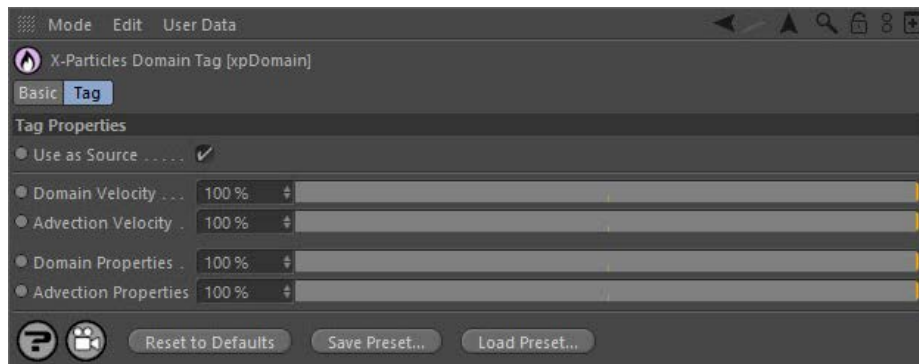 Mode Edit User Data
X-Particles Domain Tag [xpDomain]
Basic Tag
Tag Properties
Use as Source . . . . .
Domain Velocity . . . 100 %
Advection Velocity . 100 %
Domain Properties . 100 %
Advection Properties 100 %
Reset to Defaults Save Preset... Load Preset...